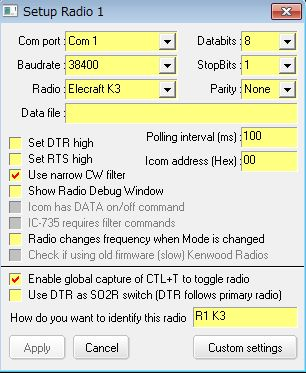 Setup Radio 1
Com port : Com 1 Databits: 8
Baudrate : 38400 StopBits : 1
Radio : Elecraft K3 Parity : None
Data file :
Set DTR high Polling interval (ms) : 100
Set RTS high Icom address (Hex) : 00
Use narrow CW filter
Show Radio Debug Window
Icom has DATA on/off command
IC-735 requires filter commands
Radio changes frequency when Mode is changed
Check if using old firmware (slow) Kenwood Radios
Enable global capture of CTL+T to toggle radio
Use DTR as SO2R switch (DTR follows primary radio)
How do you want to identify this radio R1 K3
Apply Cancel Custom settings